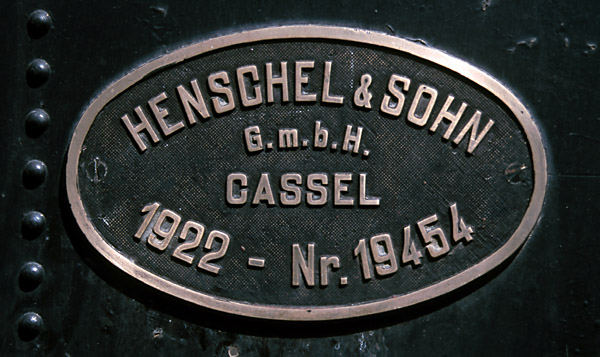 HENSCHEL & SOHN
G.m.b.H.
CASSEL
1922 - Nr. 19454